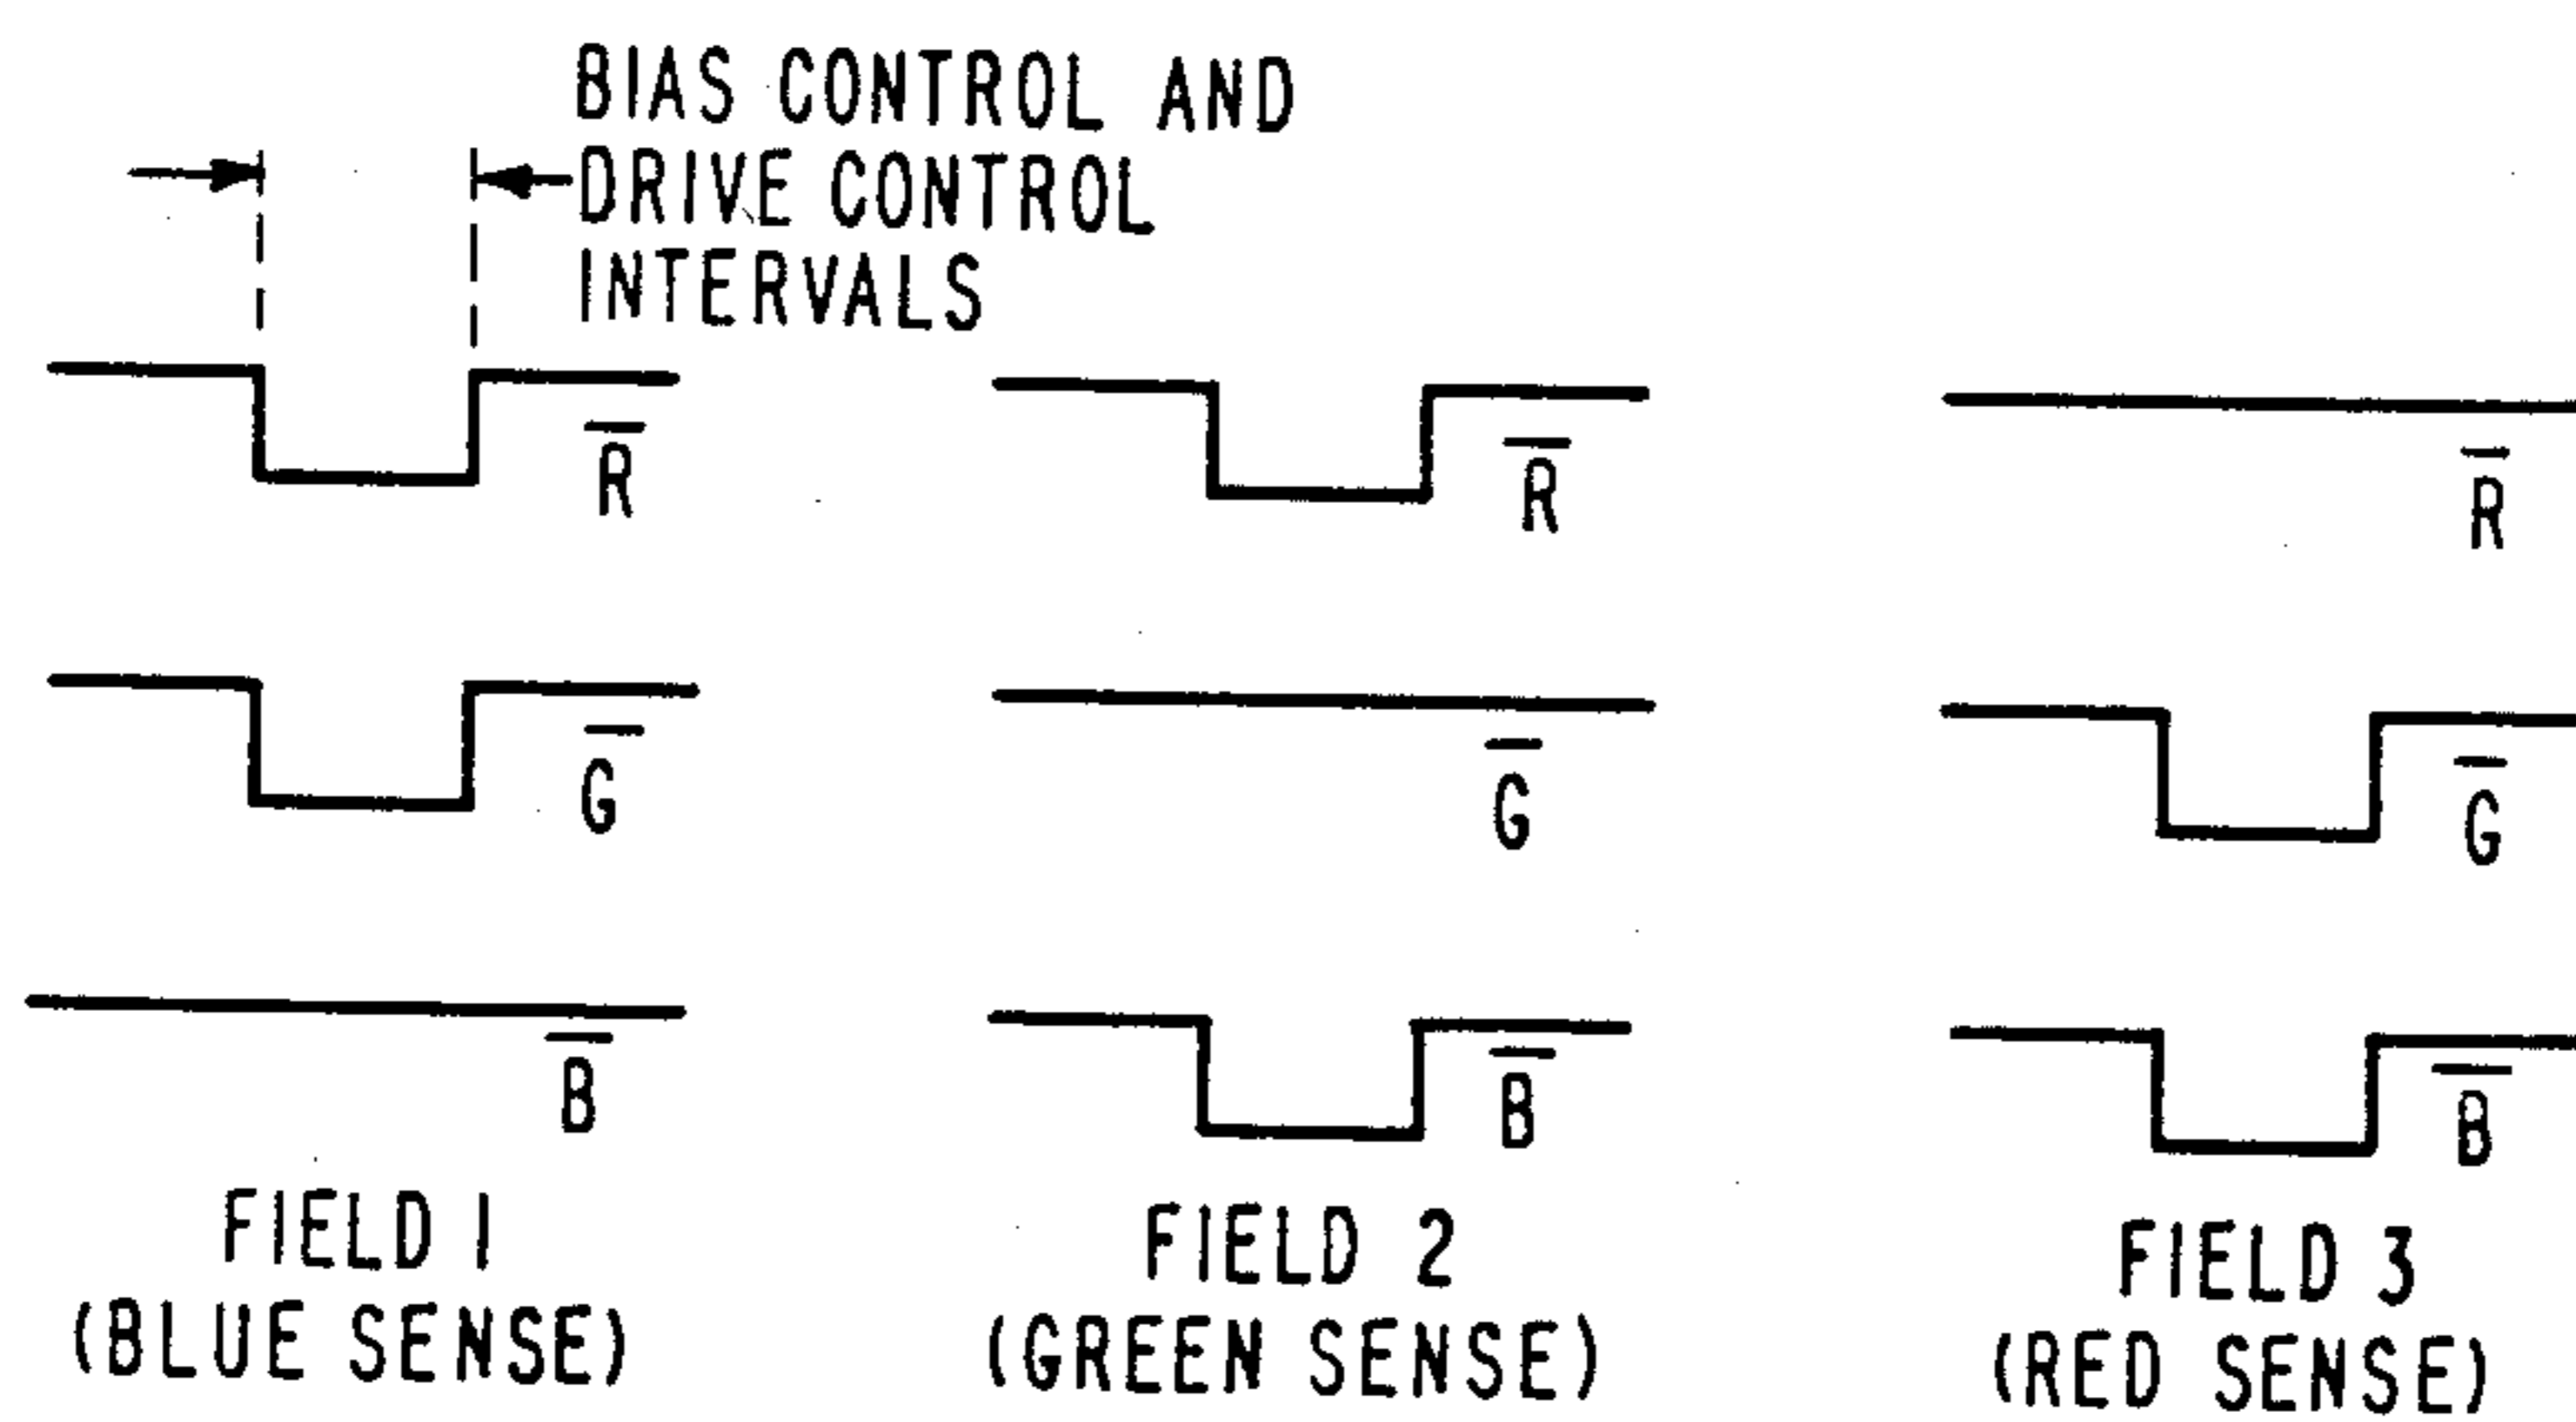 BIAS CONTROL AND
DRIVE CONTROL
INTERVALS
R̅ R̅ R̅
G̅ G̅ G̅
B̅ B̅ B̅
FIELD 1 FIELD 2 FIELD 3
(BLUE SENSE) (GREEN SENSE) (RED SENSE)